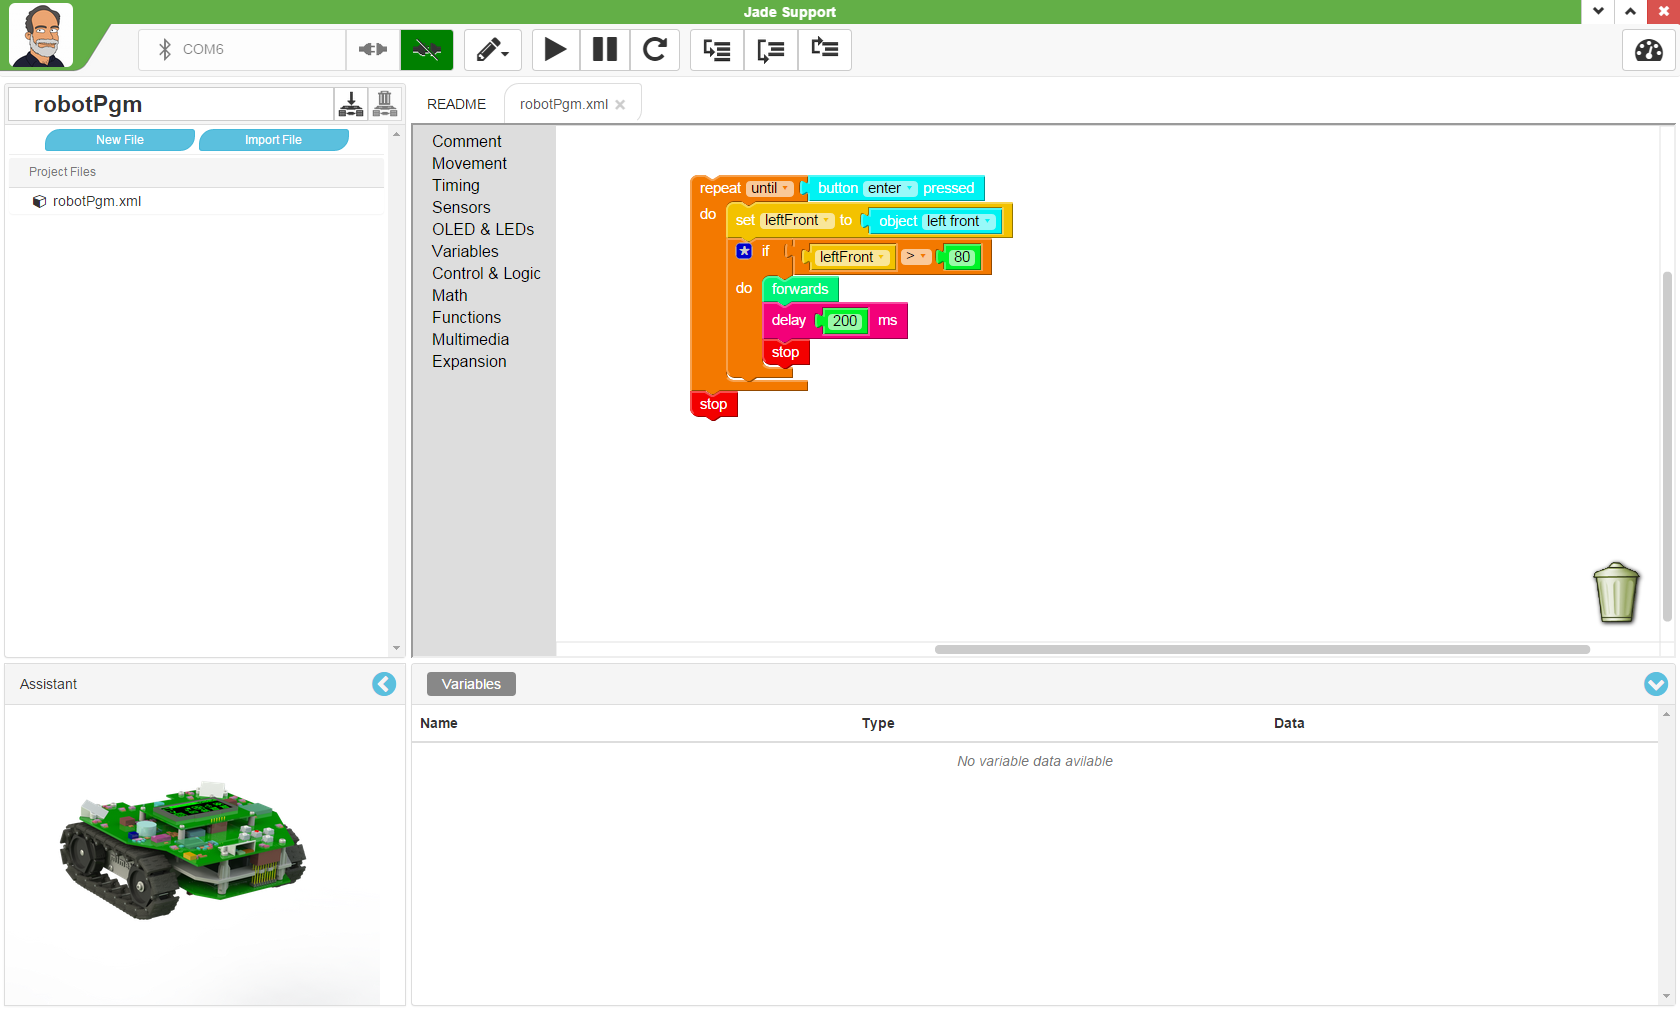 Jade Support
COM6
robotPgm
New File
Import File
Project Files
robotPgm.xml
README
robotPgm.xml
Comment
Movement
Timing
Sensors
OLED & LEDs
Variables
Control & Logic
Math
Functions
Multimedia
Expansion
repeat until button enter pressed
do set leftFront to object left front
if leftFront > 80
do forwards
delay 200 ms
stop
stop
Assistant
Variables
Name Type Data
No variable data avilable